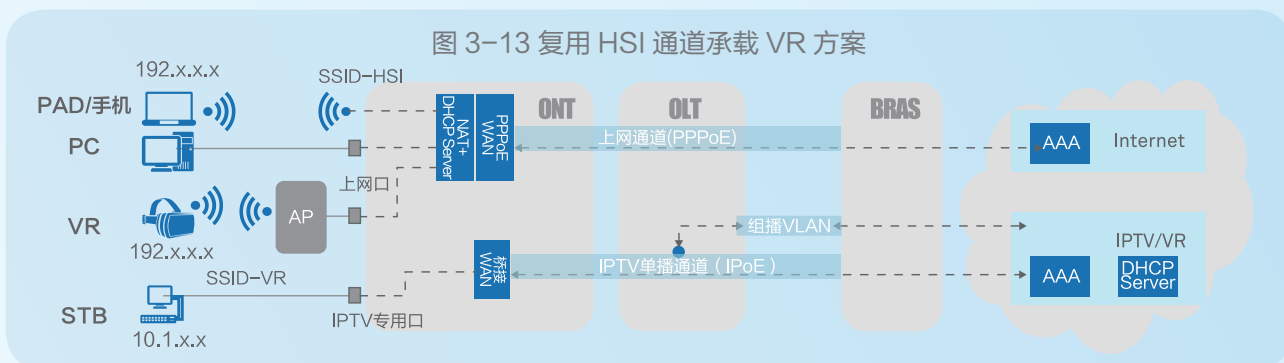 图 3-13 复用 HSI 通道承载 VR 方案
192.x.x.x
SSID-HSI
PAD/手机
PC
VR
192.x.x.x
SSID-VR
STB
10.1.x.x
AP
上网口
IPTV专用口
NAT+
DHCP Server
PPPoE
WAN
桥接
WAN
ONT
OLT
BRAS
上网通道(PPPoE)
组播VLAN
IPTV单播通道（IPoE）
AAA
Internet
IPTV/VR
AAA
DHCP
Server